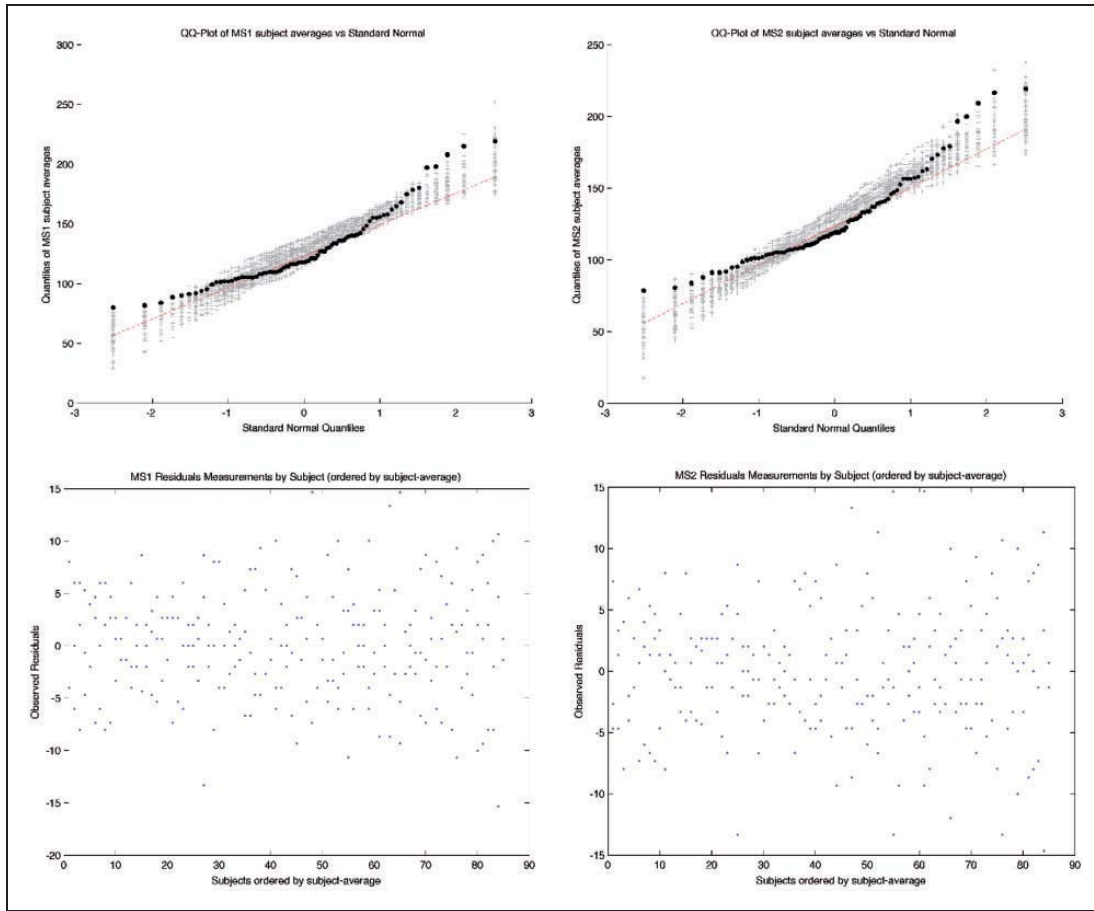 QQ-Plot of MS1 subject averages vs Standard Normal
300
250
200
150
100
50
0
Quantiles of MS1 subject averages
-3 -2 -1 0 1 2 3
Standard Normal Quantiles
QQ-Plot of MS2 subject averages vs Standard Normal
250
200
150
100
50
0
Quantiles of MS2 subject averages
-3 -2 -1 0 1 2 3
Standard Normal Quantiles
MS1 Residuals Measurements by Subject (ordered by subject-average)
15
10
5
0
-5
-10
-15
-20
Observed Residuals
0 10 20 30 40 50 60 70 80 90
Subjects ordered by subject-average
MS2 Residuals Measurements by Subject (ordered by subject-average)
15
10
5
0
-5
-10
-15
Observed Residuals
0 10 20 30 40 50 60 70 80 90
Subjects ordered by subject-average